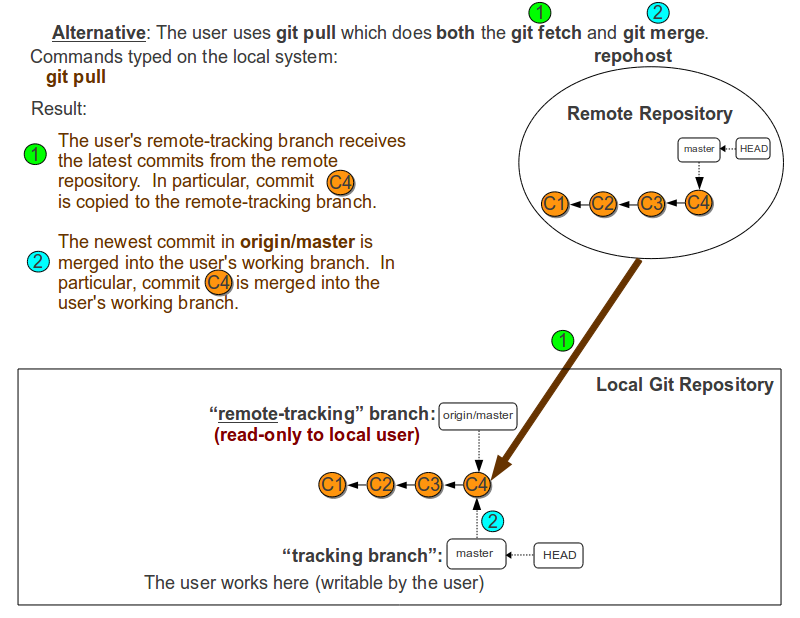 1 2
Alternative: The user uses git pull which does both the git fetch and git merge.
Commands typed on the local system:
git pull
repohost
Remote Repository
master HEAD
C1 C2 C3 C4
Result:
1 The user's remote-tracking branch receives
the latest commits from the remote
repository. In particular, commit C4
is copied to the remote-tracking branch.
2 The newest commit in origin/master is
merged into the user's working branch. In
particular, commit C4 is merged into the
user's working branch.
1
Local Git Repository
“remote-tracking” branch: origin/master
(read-only to local user)
C1 C2 C3 C4
2
“tracking branch”: master HEAD
The user works here (writable by the user)